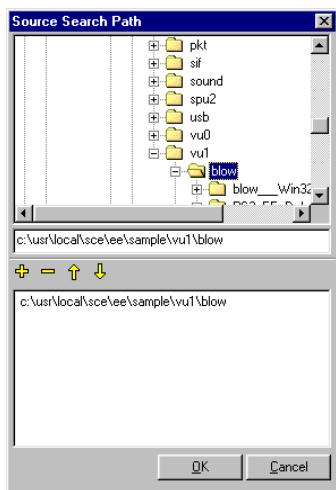 Source Search Path
pkt
sif
sound
spu2
usb
vu0
vu1
blow
blow___Win32
c:\usr\local\sce\ee\sample\vu1\blow
c:\usr\local\sce\ee\sample\vu1\blow
OK
Cancel